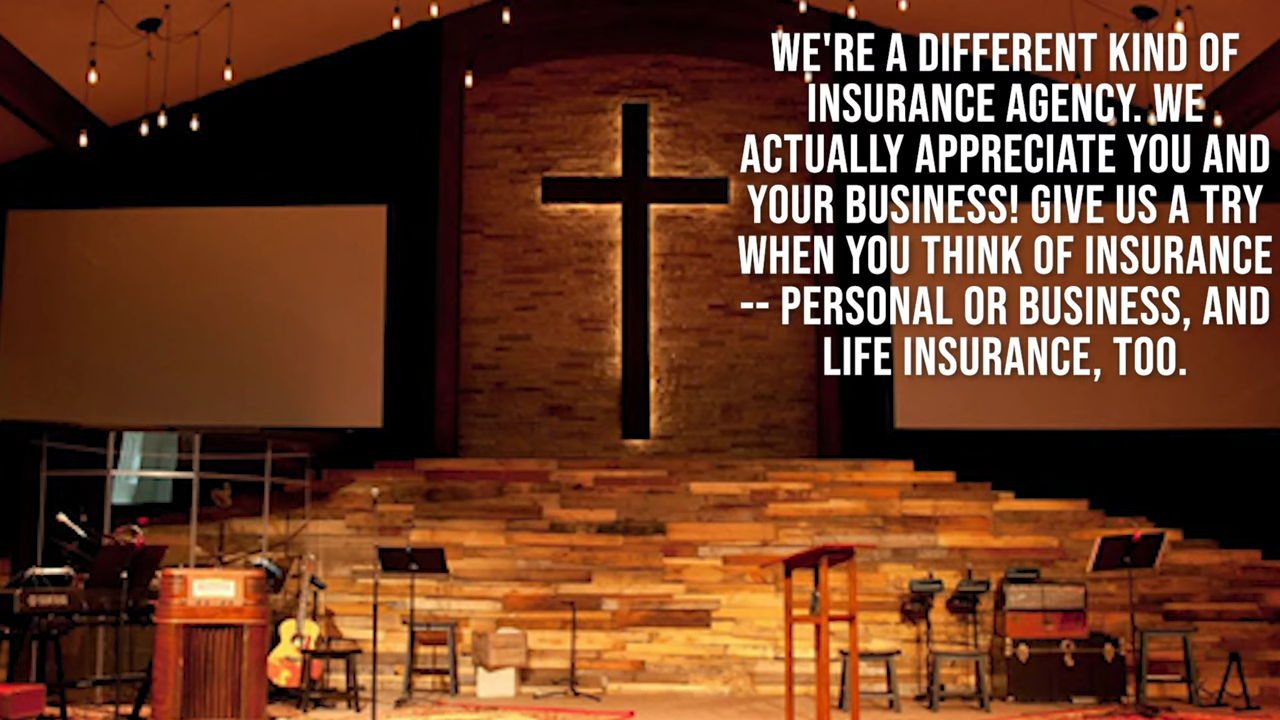 WE'RE A DIFFERENT KIND OF
INSURANCE AGENCY. WE
ACTUALLY APPRECIATE YOU AND
YOUR BUSINESS! GIVE US A TRY
WHEN YOU THINK OF INSURANCE
-- PERSONAL OR BUSINESS, AND
LIFE INSURANCE, TOO.